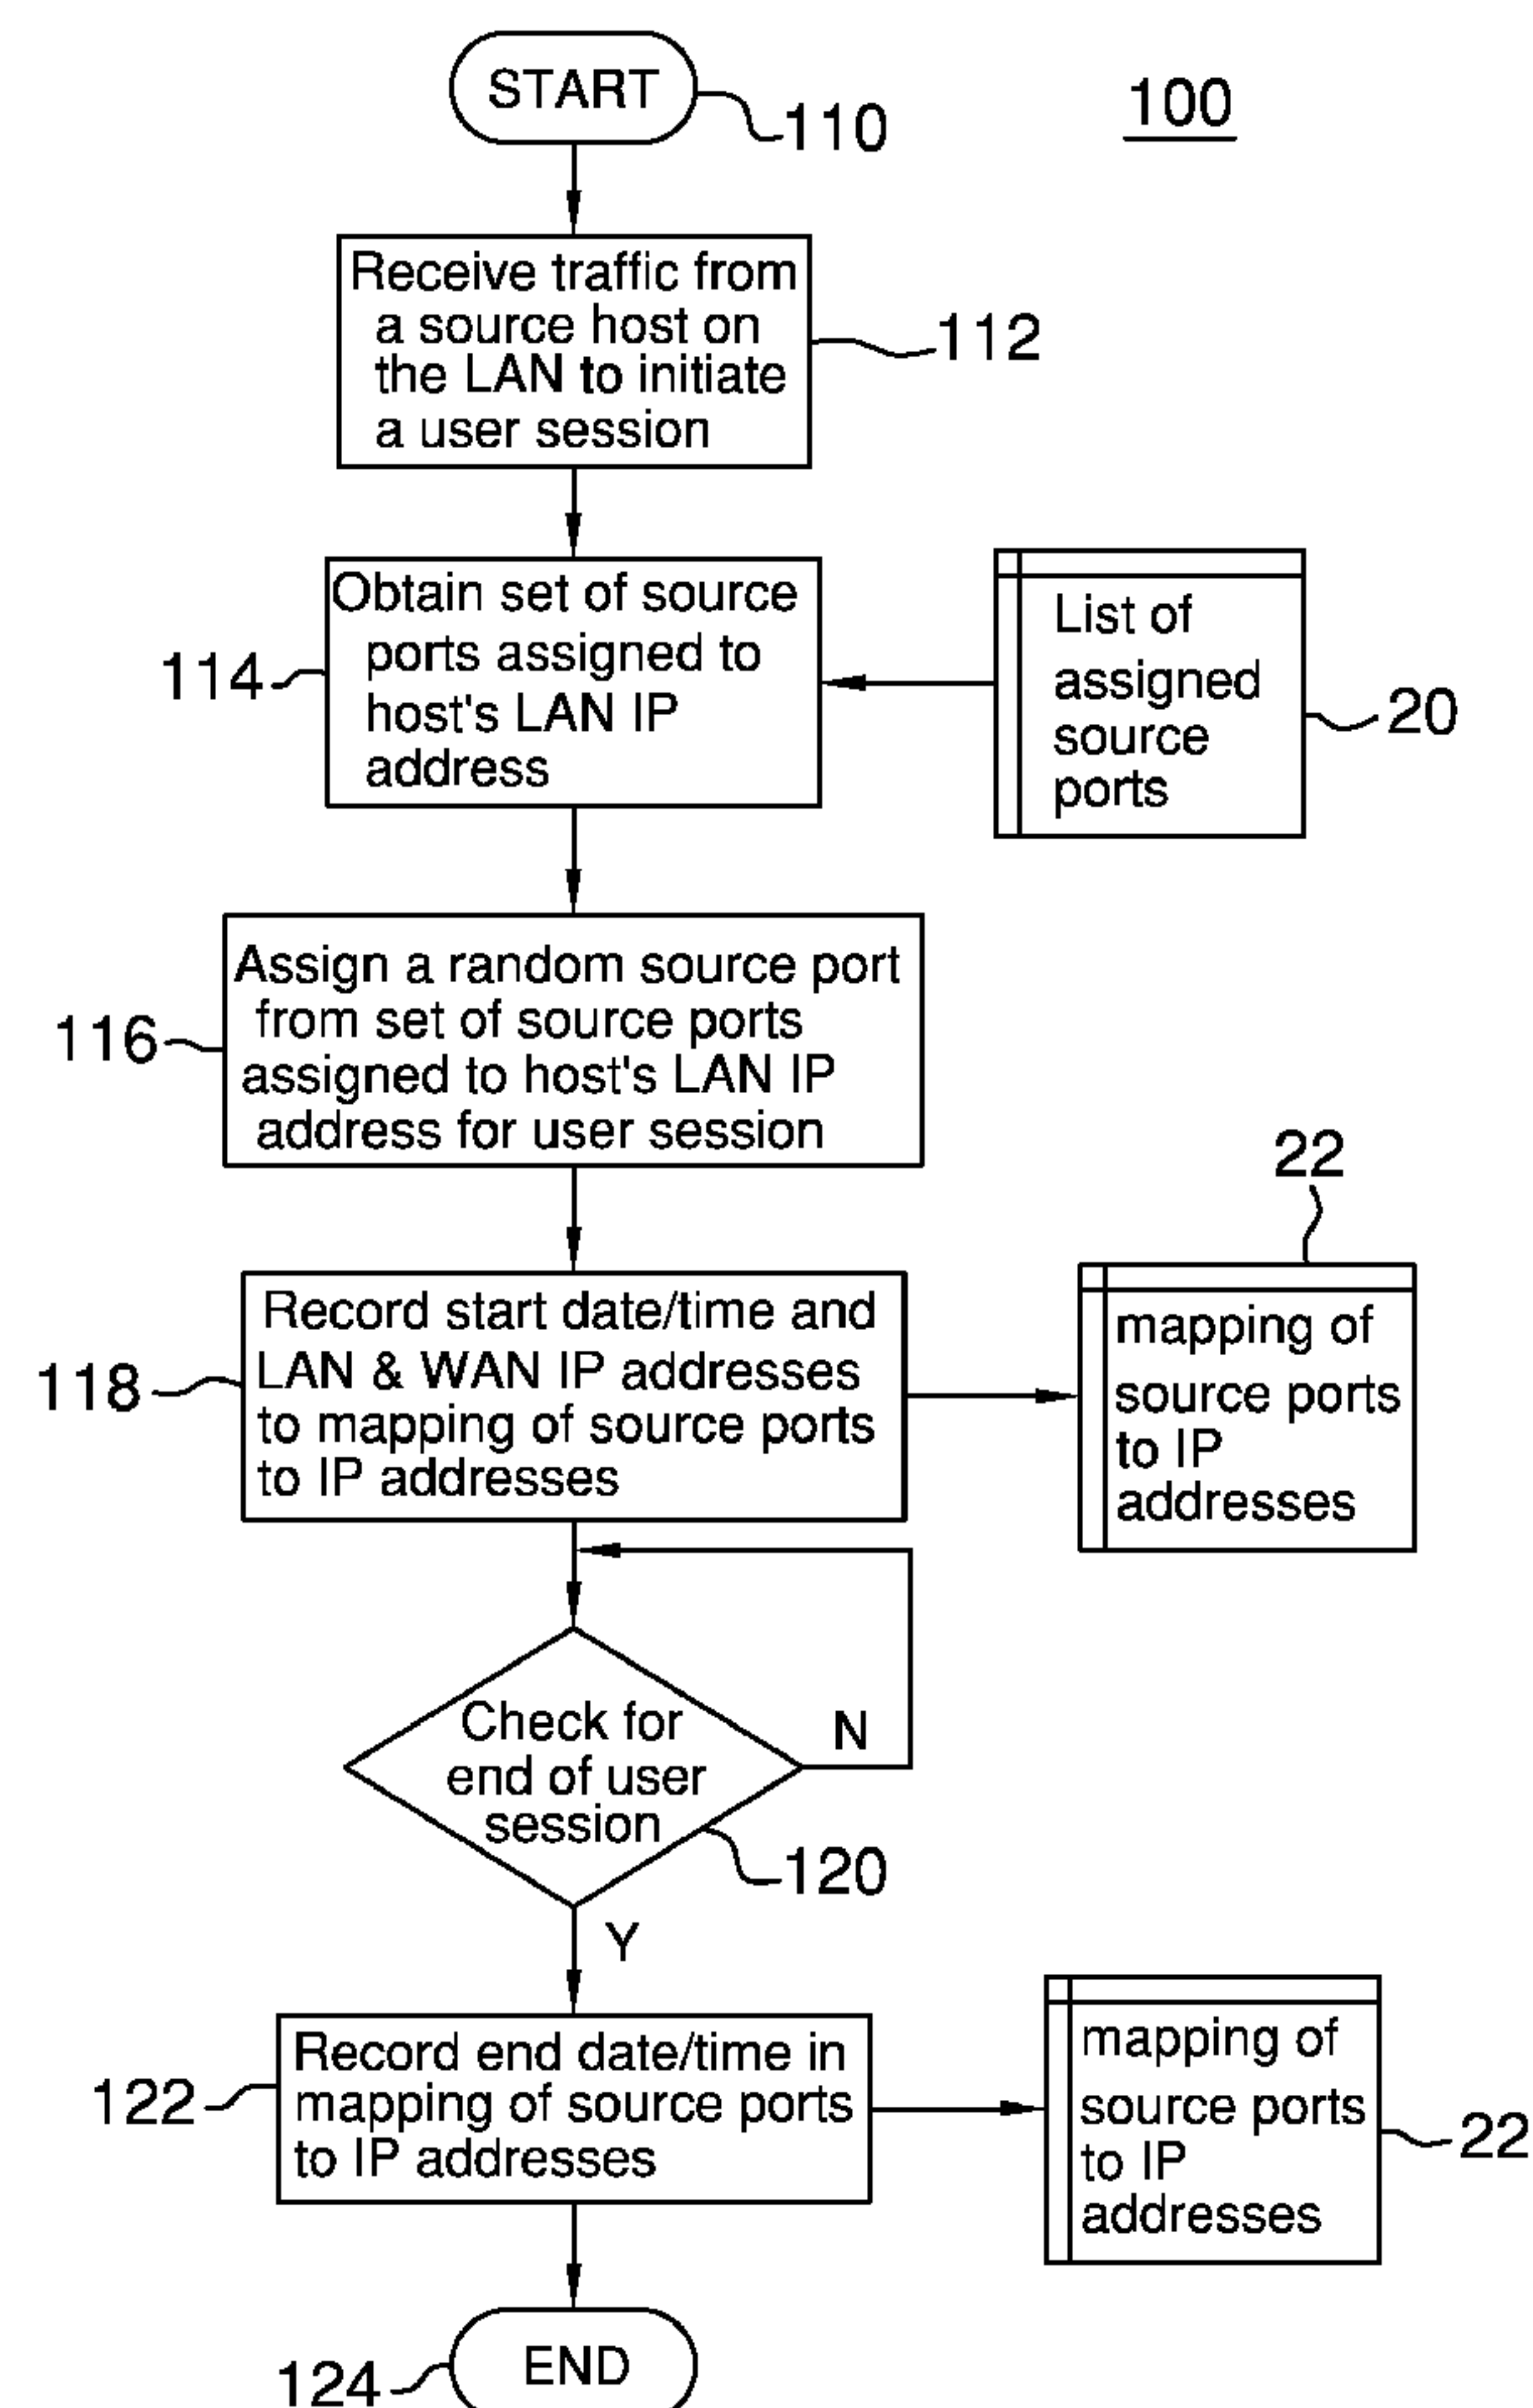 START
110
100
Receive traffic from
a source host on
the LAN to initiate
a user session
112
Obtain set of source
ports assigned to
host's LAN IP
address
114
List of
assigned
source
ports
20
Assign a random source port
from set of source ports
assigned to host's LAN IP
address for user session
116
22
Record start date/time and
LAN & WAN IP addresses
to mapping of source ports
to IP addresses
118
mapping of
source ports
to IP
addresses
Check for
end of user
session
N
120
Y
Record end date/time in
mapping of source ports
to IP addresses
122
mapping of
source ports
to IP
addresses
22
END
124